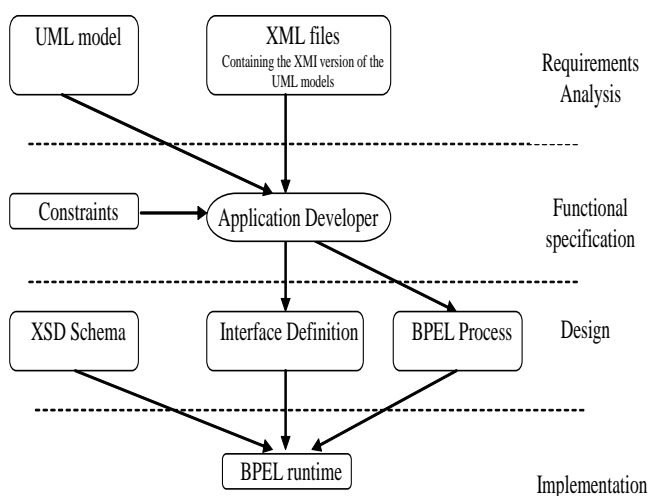 UML model
XML files
Containing the XMI version of the
UML models
Requirements
Analysis
Constraints
Application Developer
Functional
specification
XSD Schema
Interface Definition
BPEL Process
Design
BPEL runtime
Implementation